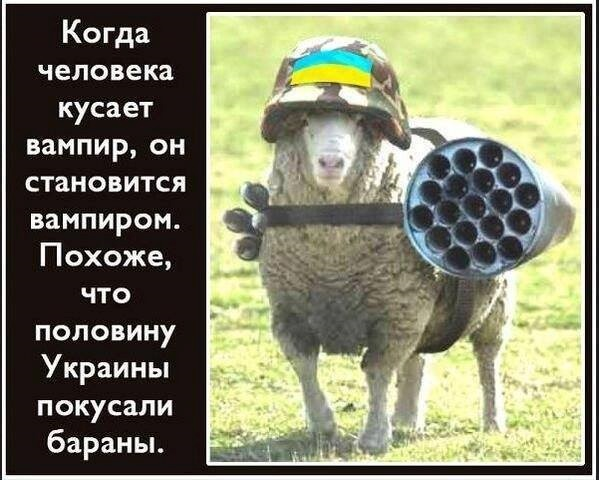 Когда
человека
кусает
вампир, он
становится
вампиром.
Похоже,
что
половину
Украины
покусали
бараны.